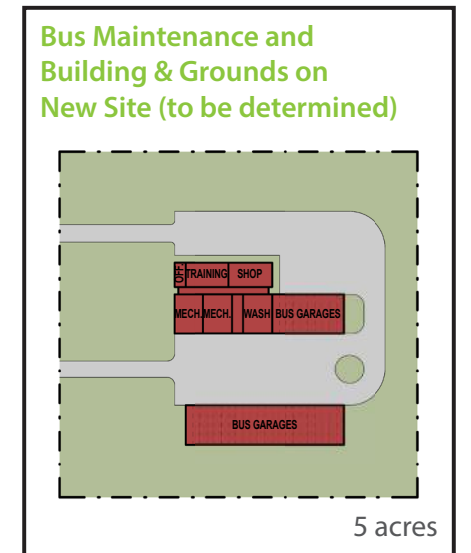 Bus Maintenance and
Building & Grounds on
New Site (to be determined)
OFF. TRAINING SHOP
MECH. MECH. WASH BUS GARAGES
BUS GARAGES
5 acres